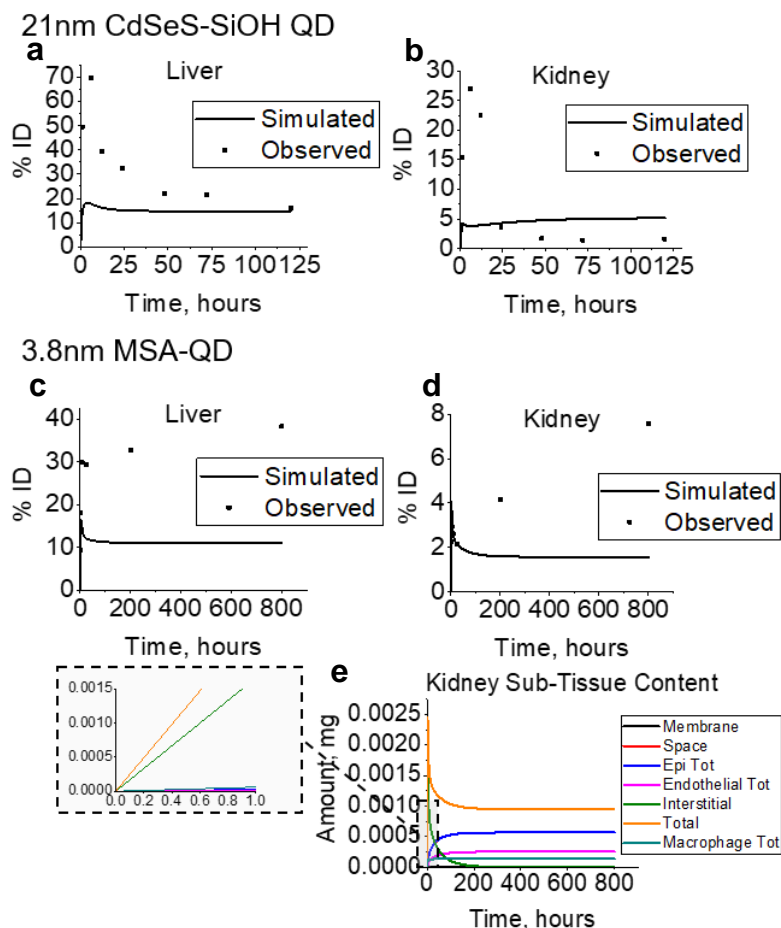 21nm CdSeS-SiOH QD
a
Liver
70
60
50
40
30
20
10
0
% ID
Simulated
Observed
0 25 50 75 100 125
Time, hours
b
Kidney
30
25
20
15
10
5
0
% ID
Simulated
Observed
0 25 50 75 100 125
Time, hours
3.8nm MSA-QD
c
Liver
40
30
20
10
0
% ID
Simulated
Observed
0 200 400 600 800
Time, hours
d
Kidney
8
6
4
2
0
% ID
Simulated
Observed
0 200 400 600 800
Time, hours
0.0015
0.0010
0.0005
0.0000
0.0 0.2 0.4 0.6 0.8 1.0
e
Kidney Sub-Tissue Content
0.0025
0.0020
0.0015
0.0010
0.0005
0.0000
Amount, mg
Membrane
Space
Epi Tot
Endothelial Tot
Interstitial
Total
Macrophage Tot
0 200 400 600 800
Time, hours